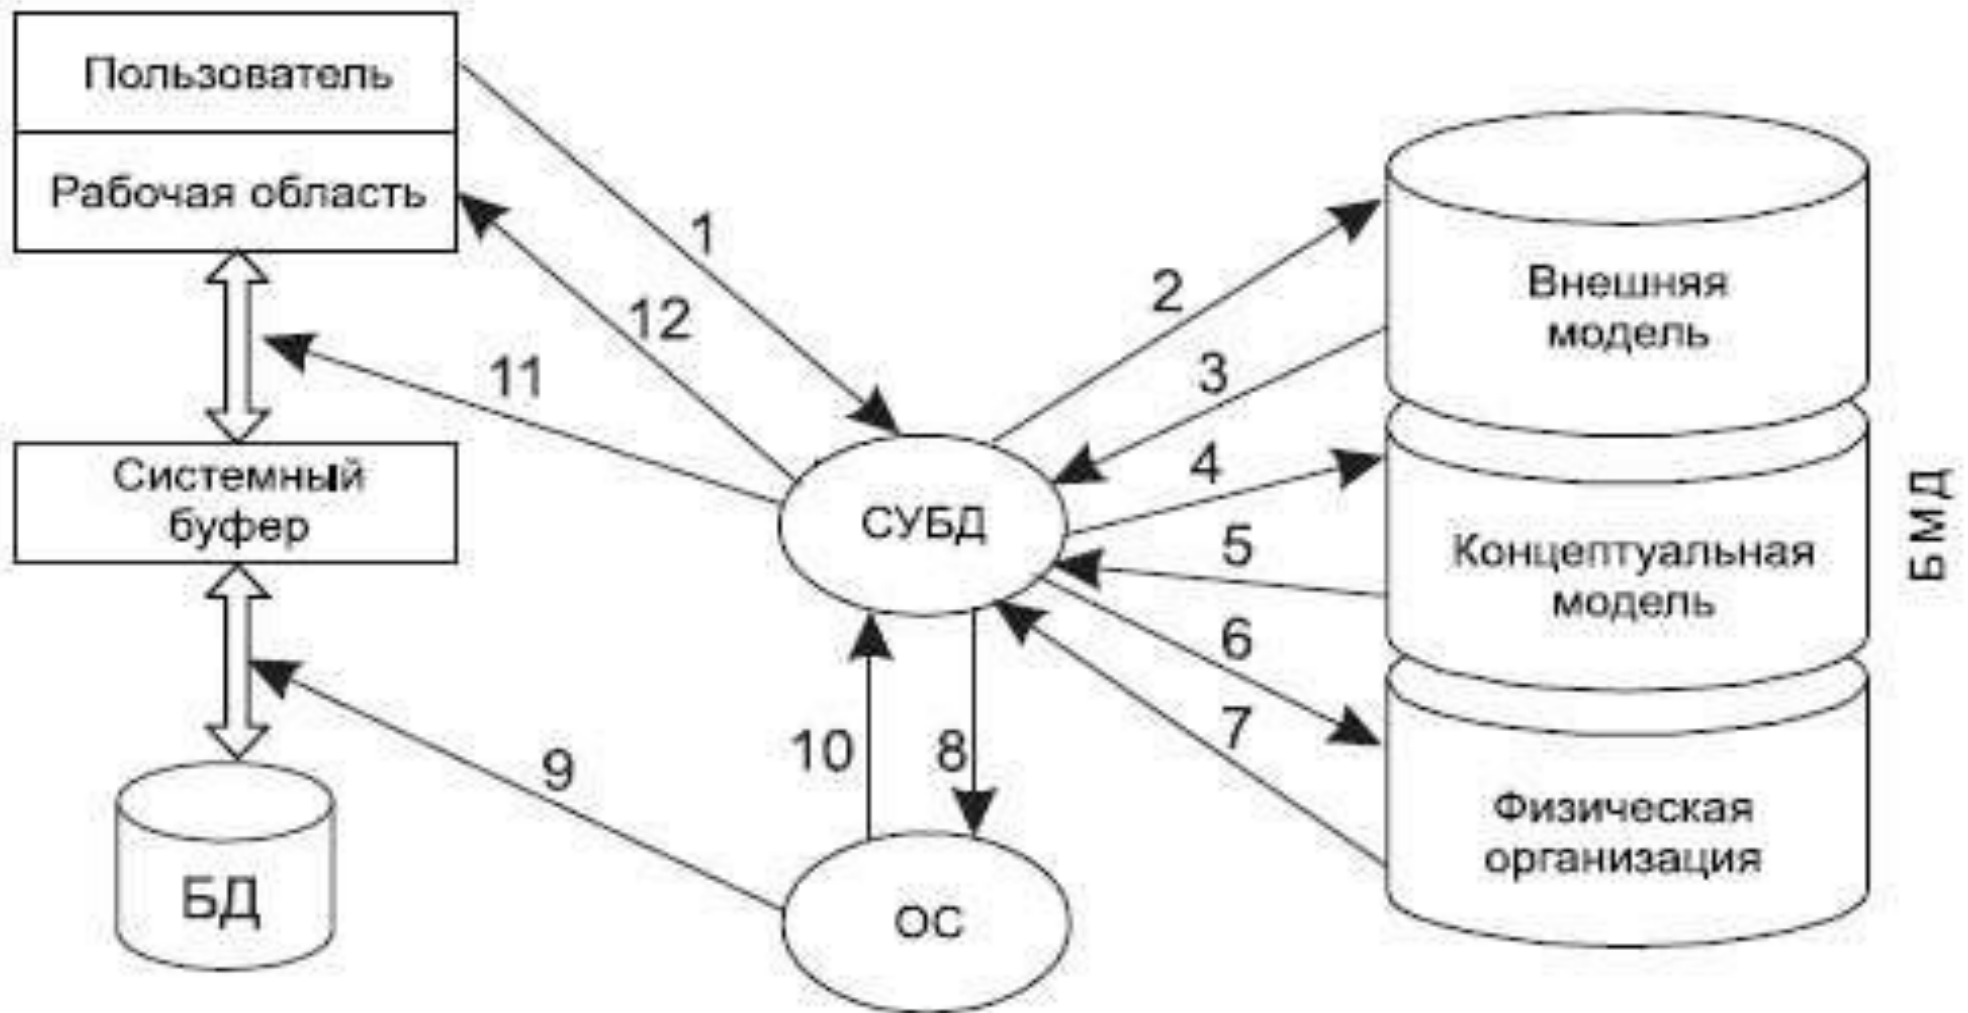 Пользователь
Рабочая область
1
12
11
2
3
4
5
6
7
Внешняя
модель
Системный
буфер
СУБД
Концептуальная
модель
БМД
10
8
9
Физическая
организация
БД
ОС